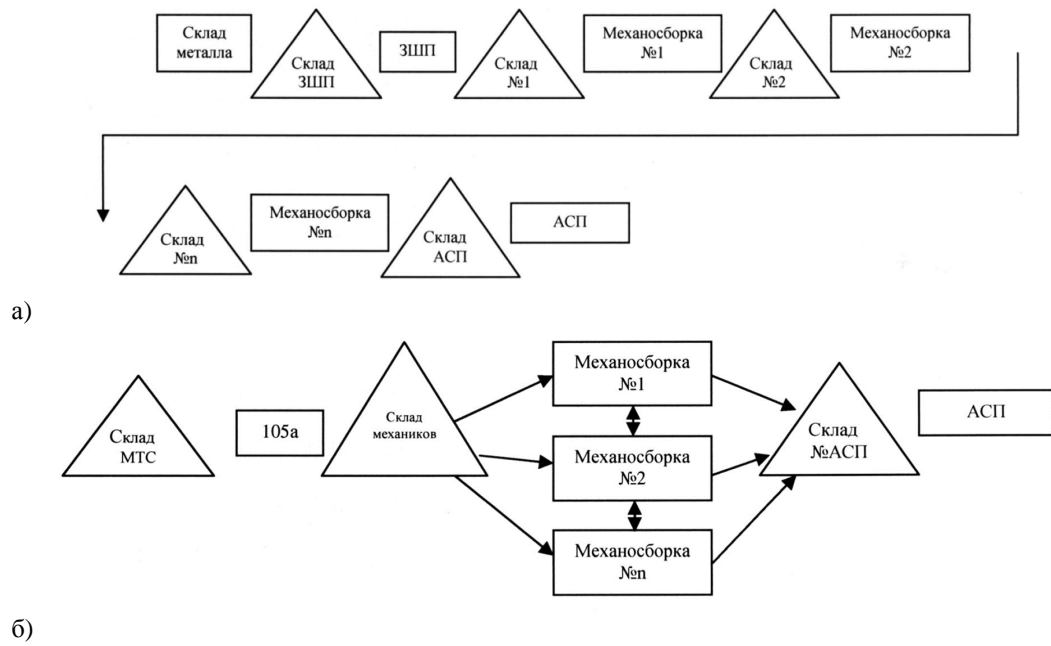 Склад
металла
Склад
ЗШП
ЗШП
Склад
№1
Механосборка
№1
Склад
№2
Механосборка
№2
Склад
№n
Механосборка
№n
Склад
АСП
АСП
а)
Склад
МТС
105а
Склад
механиков
Механосборка
№1
Механосборка
№2
Механосборка
№n
Склад
№АСП
АСП
б)